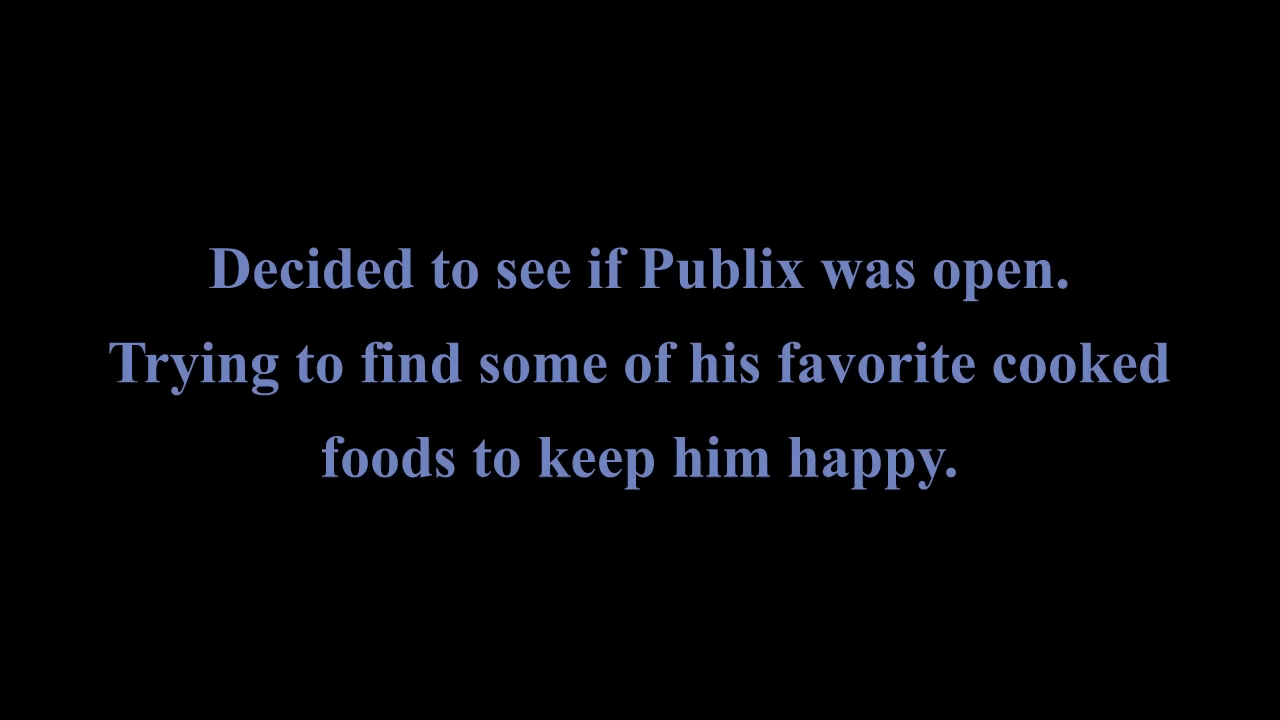 Decided to see if Publix was open.
Trying to find some of his favorite cooked
foods to keep him happy.